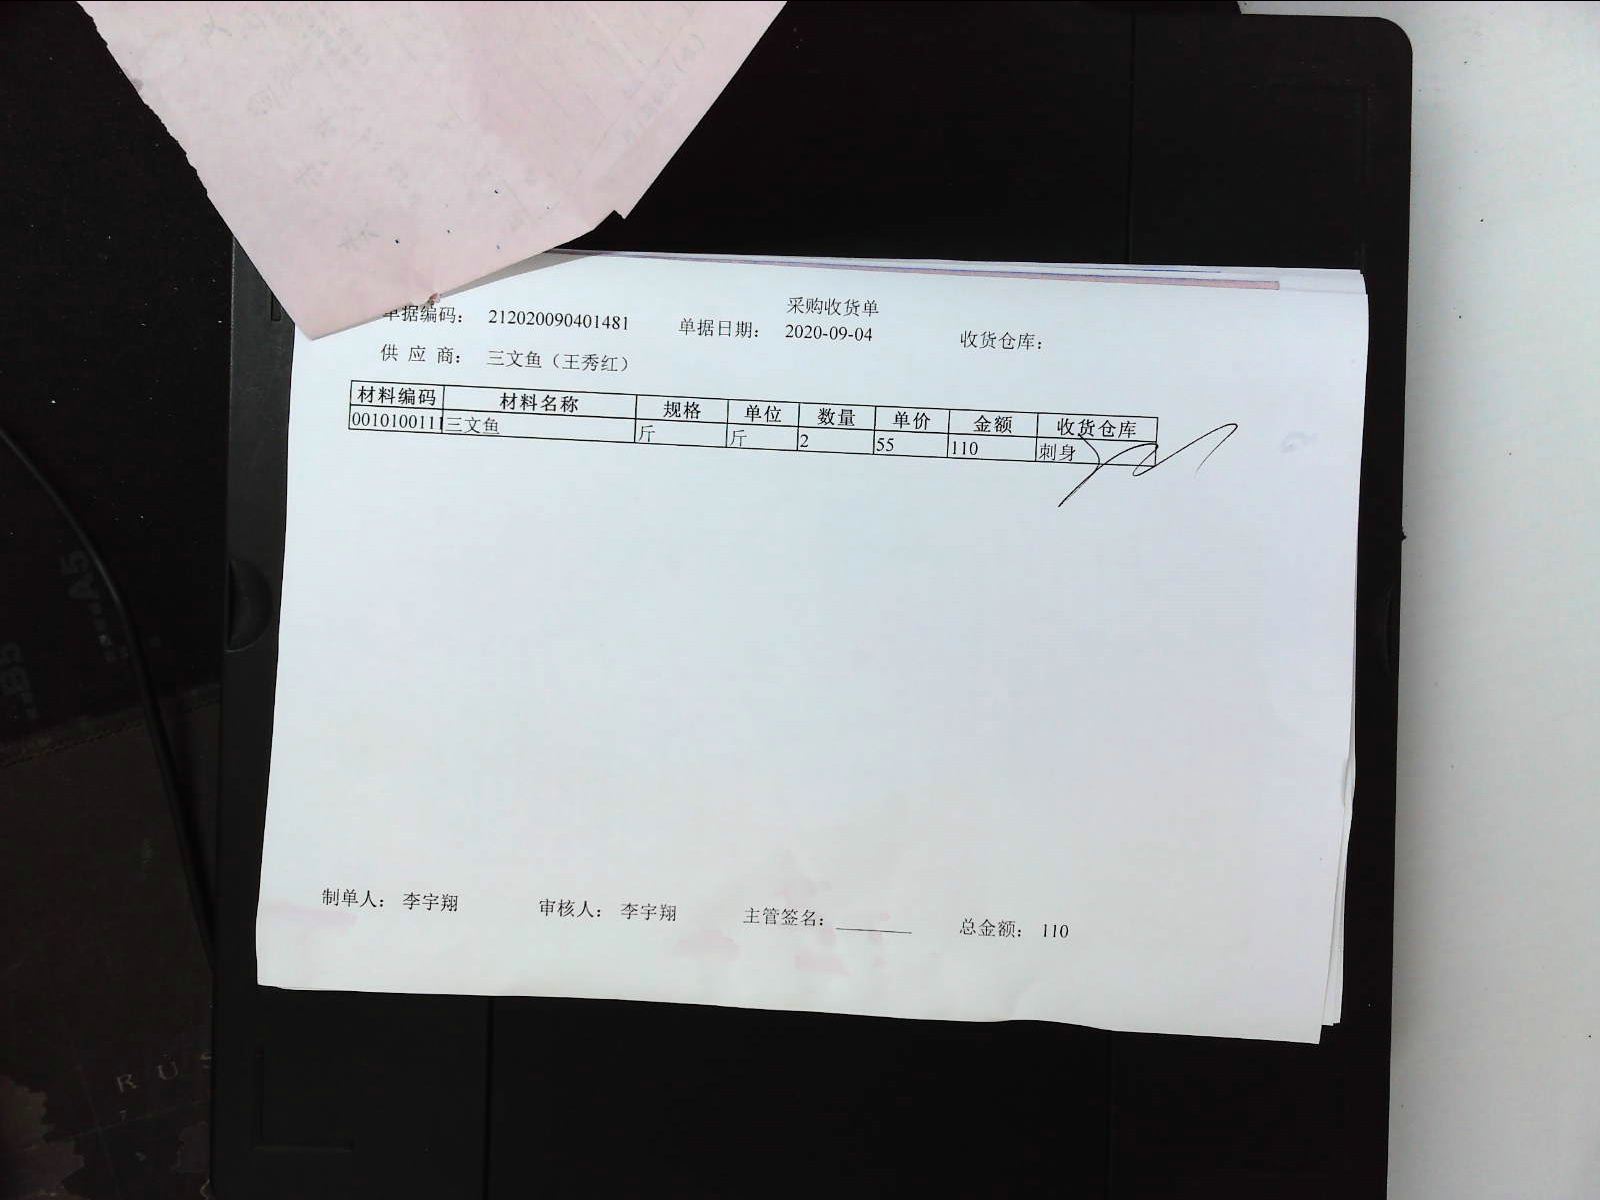 采购收货单
单据编码: 212020090401481 单据日期: 2020-09-04 收货仓库:
供 应 商: 三文鱼（王秀红）
材料编码 材料名称 规格 单位 数量 单价 金额 收货仓库
0010100111 三文鱼 斤 斤 2 55 110 刺身
制单人: 李宇翔 审核人: 李宇翔 主管签名: ________ 总金额: 110
A5
B5
R U S